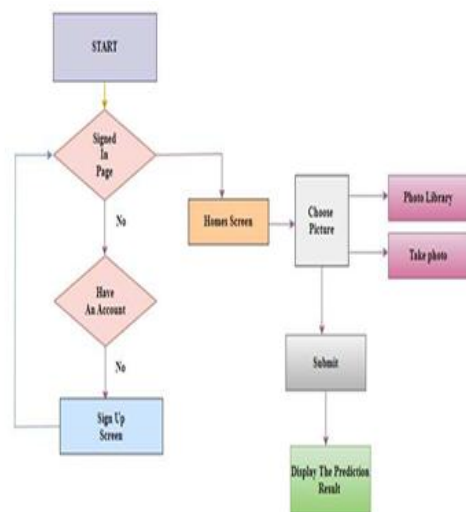 START
Signed
In
Page
No
Homes Screen
Choose
Picture
Photo Library
Take photo
Have
An Account
No
Submit
Sign Up
Screen
Display The Prediction
Result